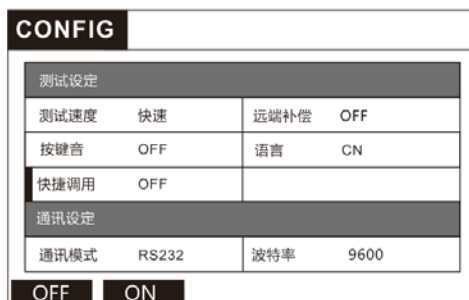 CONFIG
测试设定
测试速度 快速 远端补偿 OFF
按键音 OFF 语言 CN
快捷调用 OFF
通讯设定
通讯模式 RS232 波特率 9600
OFF ON